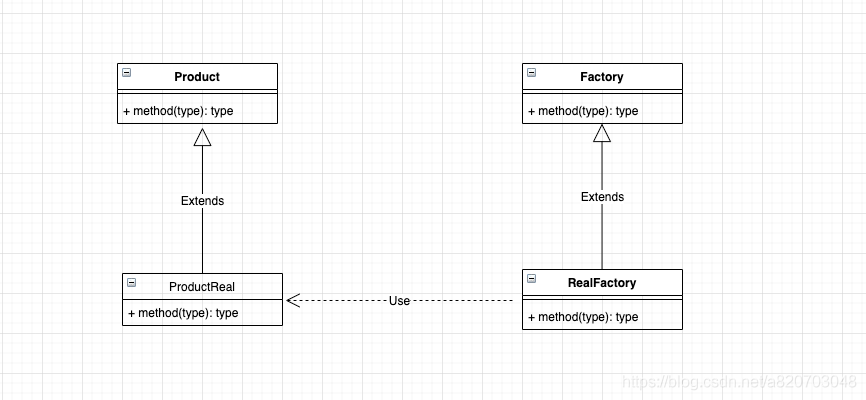 Product
+ method(type): type
Factory
+ method(type): type
Extends
Extends
ProductReal
+ method(type): type
Use
RealFactory
+ method(type): type
https://blog.csdn.net/a820703048